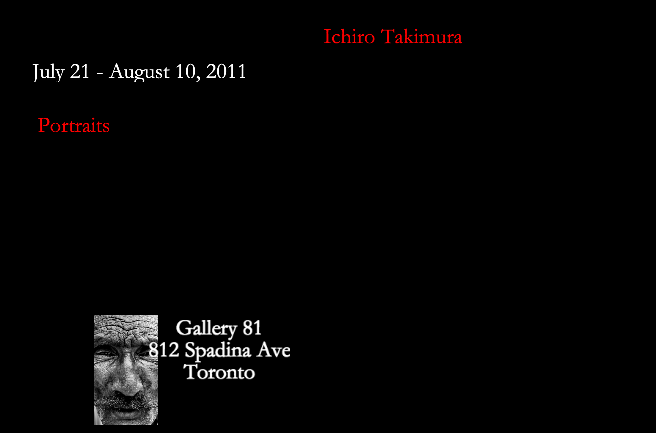 Ichiro Takimura
July 21 - August 10, 2011
Portraits
Gallery 81
812 Spadina Ave
Toronto